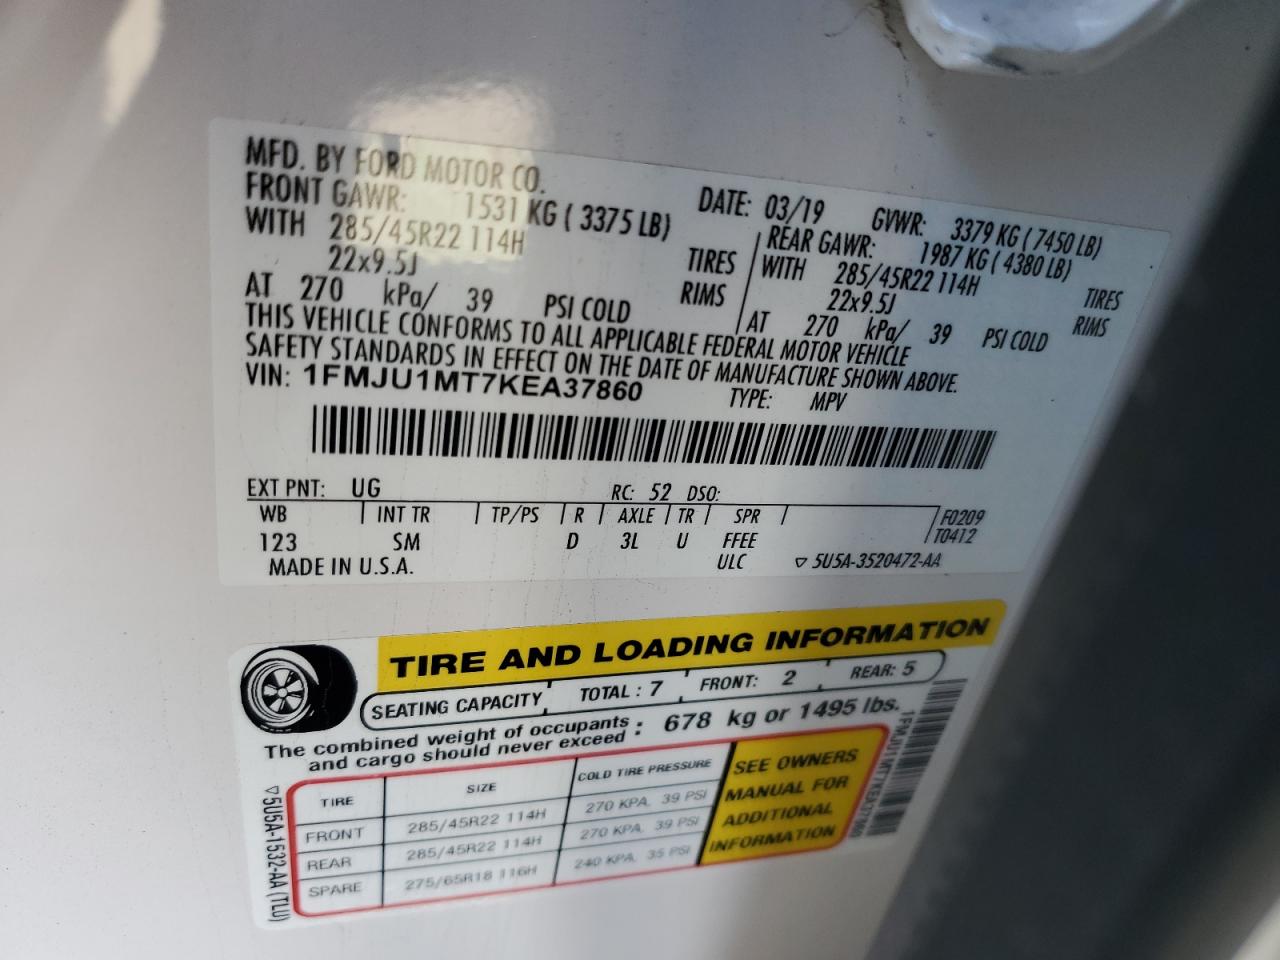 MFD. BY FORD MOTOR CO.
DATE: 03/19 GVWR: 3379 KG ( 7450 LB)
FRONT GAWR: 1531 KG ( 3375 LB)
WITH 285/45R22 114H TIRES
22x9.5J RIMS
AT 270 kPa/ 39 PSI COLD
REAR GAWR: 1987 KG ( 4380 LB)
WITH 285/45R22 114H TIRES
22x9.5J RIMS
AT 270 kPa/ 39 PSI COLD
THIS VEHICLE CONFORMS TO ALL APPLICABLE FEDERAL MOTOR VEHICLE
SAFETY STANDARDS IN EFFECT ON THE DATE OF MANUFACTURE SHOWN ABOVE.
VIN: 1FMJU1MT7KEA37860 TYPE: MPV
EXT PNT: UG RC: 52 DSO:
WB INT TR TP/PS R AXLE TR SPR F0209
123 SM D 3L U FFEE T0412
MADE IN U.S.A. ULC ▽ 5U5A-3520472-AA
TIRE AND LOADING INFORMATION
SEATING CAPACITY TOTAL : 7 FRONT: 2 REAR: 5
The combined weight of occupants
and cargo should never exceed : 678 kg or 1495 lbs.
TIRE SIZE COLD TIRE PRESSURE
FRONT 285/45R22 114H 270 KPA, 39 PSI
REAR 285/45R22 114H 270 KPA, 39 PSI
SPARE 275/65R18 116H 240 KPA, 35 PSI
SEE OWNERS
MANUAL FOR
ADDITIONAL
INFORMATION
▽5U5A-1532-AA (TLU)
1FMJU1MT7KEA37860